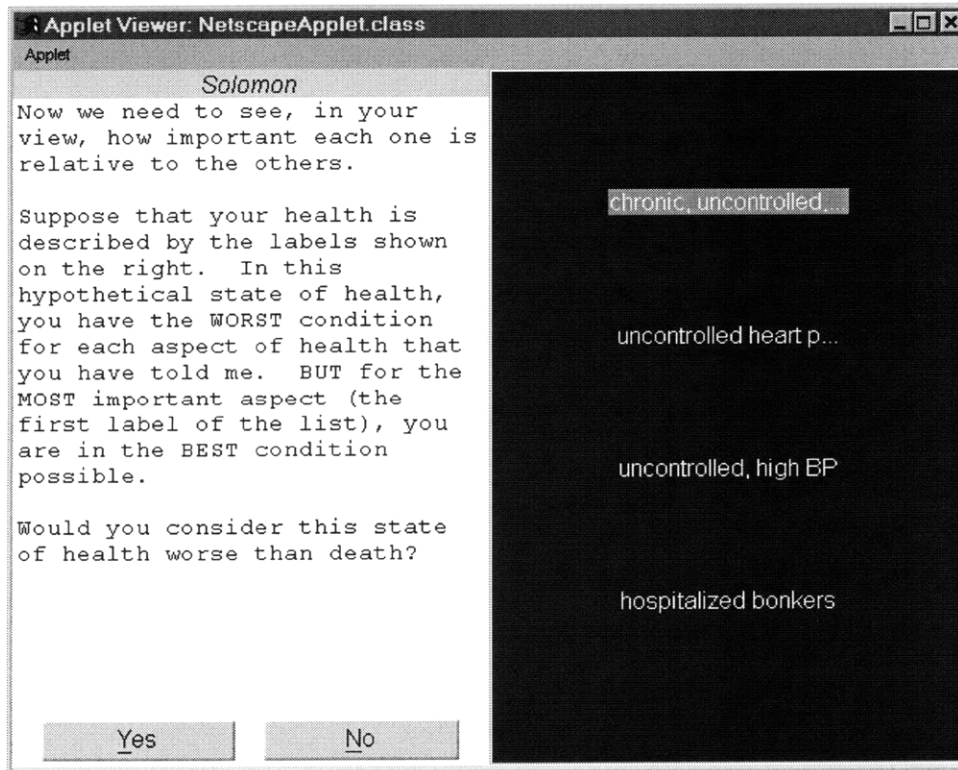 Applet Viewer: NetscapeApplet.class
Applet
Solomon
Now we need to see, in your
view, how important each one is
relative to the others.
Suppose that your health is
described by the labels shown
on the right.  In this
hypothetical state of health,
you have the WORST condition
for each aspect of health that
you have told me.  BUT for the
MOST important aspect (the
first label of the list), you
are in the BEST condition
possible.
Would you consider this state
of health worse than death?
Yes
No
chronic, uncontrolled,...
uncontrolled heart p...
uncontrolled, high BP
hospitalized bonkers